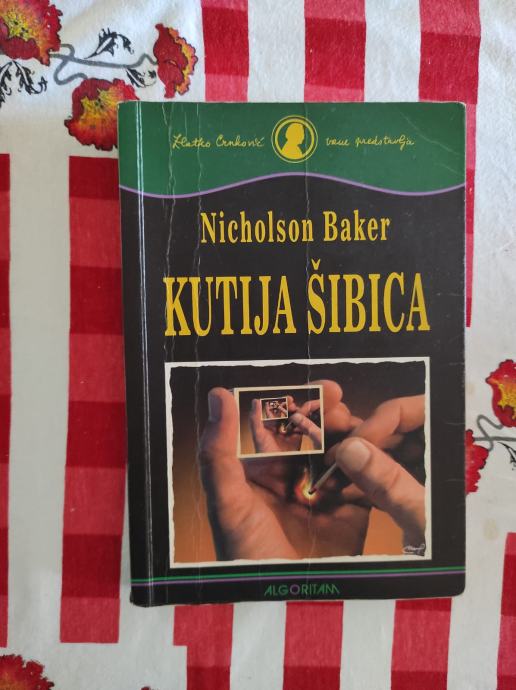 Zlatko Crnković vam predstavlja
Nicholson Baker
KUTIJA ŠIBICA
ALGORITAM